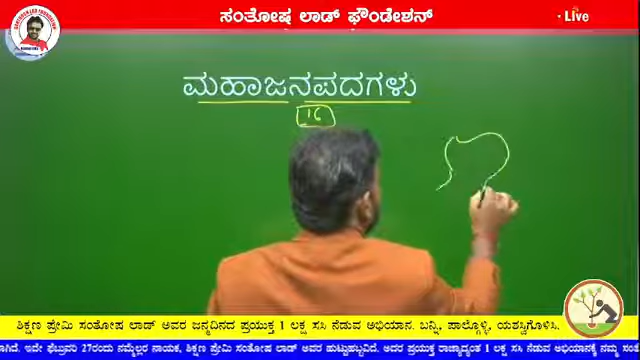 ಸಂತೋಷ ಲಾಡ್ ಫೌಂಡೇಶನ್
· Live
ಮಹಾಜನಪದಗಳು
16
ಶಿಕ್ಷಣ ಪ್ರೇಮಿ ಸಂತೋಷ ಲಾಡ್ ಅವರ ಜನ್ಮದಿನದ ಪ್ರಯುಕ್ತ 1 ಲಕ್ಷ ಸಸಿ ನೆಡುವ ಅಭಿಯಾನ. ಬನ್ನಿ, ಪಾಲ್ಗೊಳ್ಳಿ, ಯಶಸ್ವಿಗೊಳಿಸಿ.
ಾಗಿದೆ. ಇದೇ ಫೆಬ್ರವರಿ 27ರಂದು ನಮ್ಮೆಲ್ಲರ ನಾಯಕ, ಶಿಕ್ಷಣ ಪ್ರೇಮಿ ಸಂತೋಷ ಲಾಡ್ ಅವರ ಹುಟ್ಟುಹಬ್ಬವಿದೆ. ಅದರ ಪ್ರಯುಕ್ತ ರಾಜ್ಯಾದ್ಯಂತ 1 ಲಕ್ಷ ಸಸಿ ನೆಡುವ ಅಭಿಯಾನಕ್ಕೆ ನಮ್ಮ ಸಂ